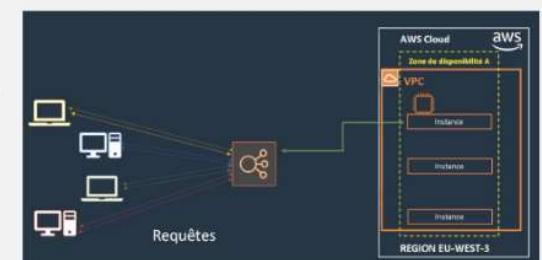 AWS Cloud
aws
Zone de disponibilité A
VPC
Instance
Instance
Instance
Requêtes
REGION EU-WEST-3